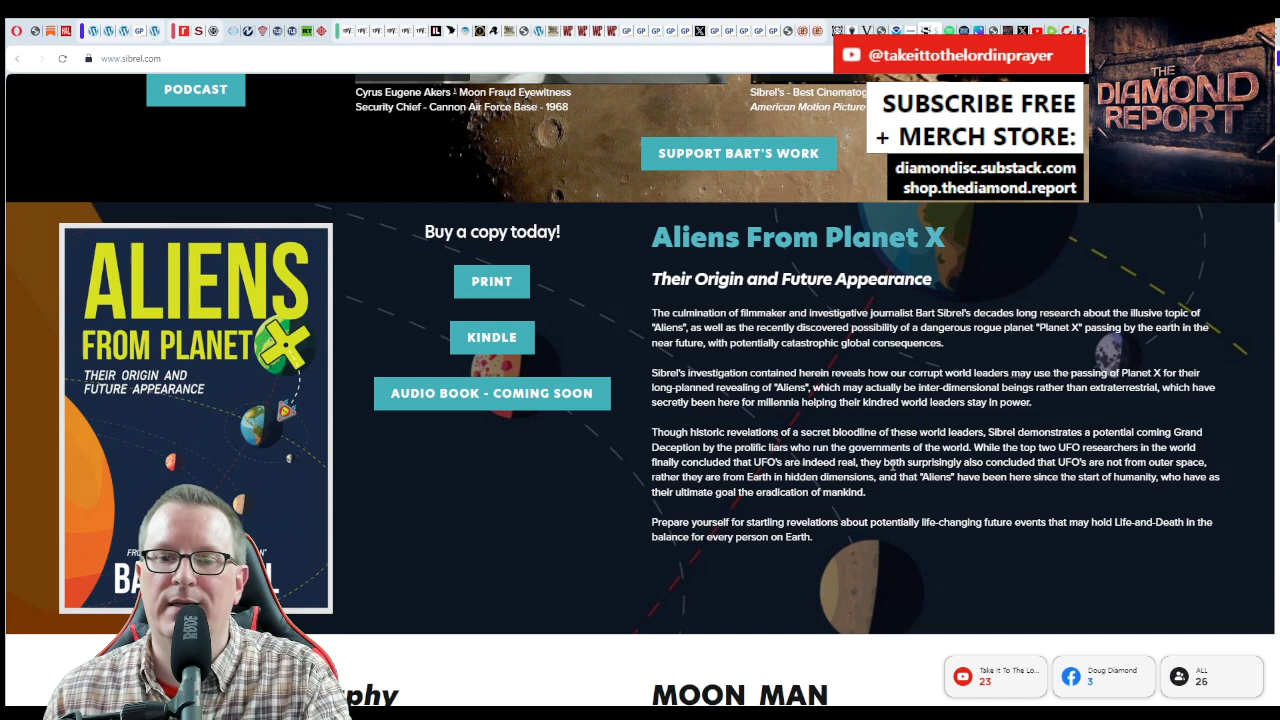 www.sibrel.com
@takeittothelordinprayer
THE
DIAMOND
REPORT
SUBSCRIBE FREE
+ MERCH STORE:
diamondisc.substack.com
shop.thediamond.report
PODCAST
Cyrus Eugene Akers - Moon Fraud Eyewitness
Security Chief - Cannon Air Force Base - 1968
Sibrel's - Best Cinematog
American Motion Picture
SUPPORT BART'S WORK
ALIENS
FROM PLANET X
THEIR ORIGIN AND
FUTURE APPEARANCE
Buy a copy today!
PRINT
KINDLE
AUDIO BOOK - COMING SOON
Aliens From Planet X
Their Origin and Future Appearance
The culmination of filmmaker and investigative journalist Bart Sibrel's decades long research about the illusive topic of
"Aliens", as well as the recently discovered possibility of a dangerous rogue planet "Planet X" passing by the earth in the
near future, with potentially catastrophic global consequences.
Sibrel's investigation contained herein reveals how our corrupt world leaders may use the passing of Planet X for their
long-planned revealing of "Aliens", which may actually be inter-dimensional beings rather than extraterrestrial, which have
secretly been here for millennia helping their kindred world leaders stay in power.
Though historic revelations of a secret bloodline of these world leaders, Sibrel demonstrates a potential coming Grand
Deception by the prolific liars who run the governments of the world. While the top two UFO researchers in the world
finally concluded that UFO's are indeed real, they both surprisingly also concluded that UFO's are not from outer space,
rather they are from Earth in hidden dimensions, and that "Aliens" have been here since the start of humanity, who have as
their ultimate goal the eradication of mankind.
Prepare yourself for startling revelations about potentially life-changing future events that may hold Life-and-Death in the
balance for every person on Earth.
phy
MOON MAN
Take It To The Lo...
23
Doug Diamond
3
ALL
26
RØDE